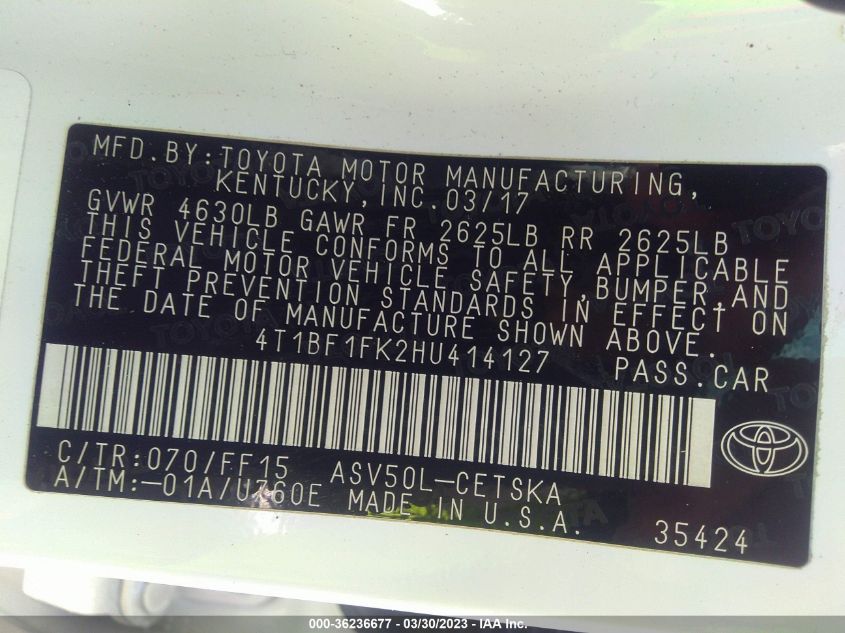 MFD.BY:TOYOTA MOTOR MANUFACTURING,
KENTUCKY,INC.03/17
GVWR 4630LB GAWR FR 2625LB RR 2625LB
THIS VEHICLE CONFORMS TO ALL APPLICABLE
FEDERAL MOTOR VEHICLE SAFETY,BUMPER,AND
THEFT PREVENTION STANDARDS IN EFFECT ON
THE DATE OF MANUFACTURE SHOWN ABOVE.
4T1BF1FK2HU414127 PASS.CAR
C/TR:070/FF15 ASV50L-CETSKA
A/TM:-01A/U760E MADE IN U.S.A. 35424
000-36236677 / 03/30/2023 / IAA Inc.